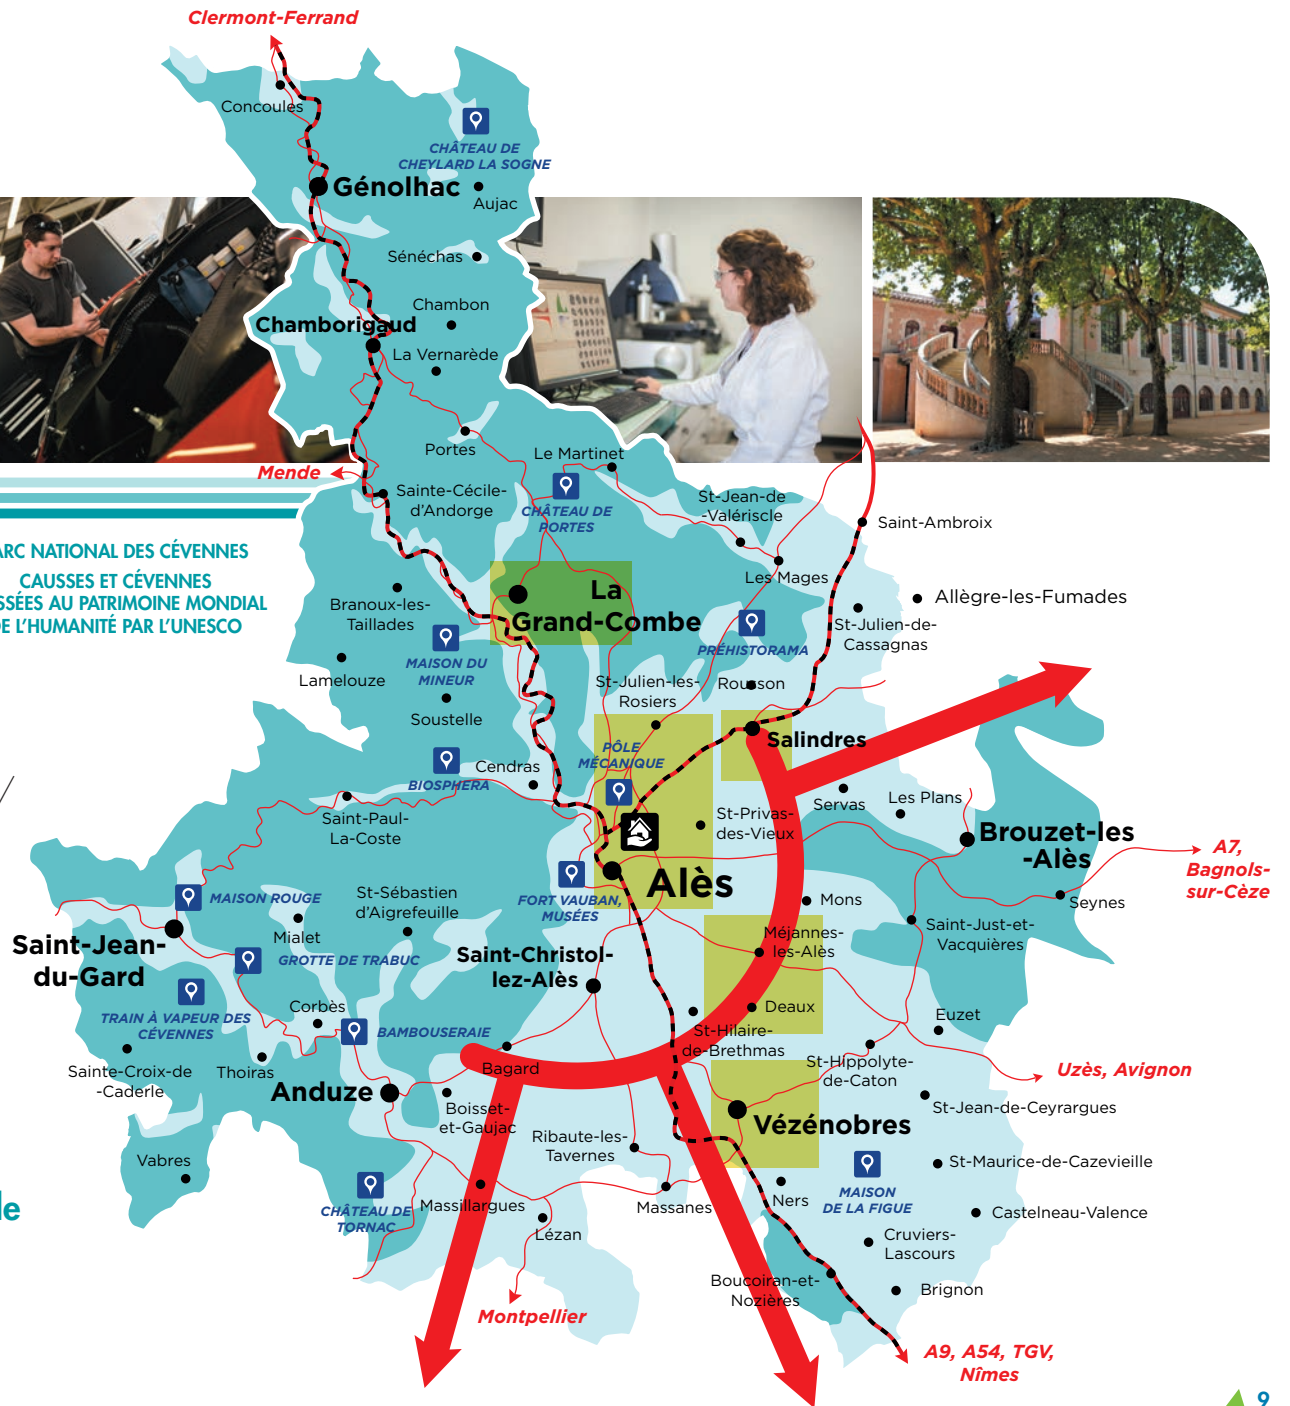 Clermont-Ferrand
Concoules
CHÂTEAU DE
CHEYLARD LA SOGNE
Génolhac
Aujac
Sénéchas
Chambon
Chamborigaud
La Vernarède
Portes
Le Martinet
Mende
Sainte-Cécile-
d'Andorge
CHÂTEAU DE
PORTES
St-Jean-de
-Valériscle
Saint-Ambroix
ARC NATIONAL DES CÉVENNES
CAUSSES ET CÉVENNES
SSÉES AU PATRIMOINE MONDIAL
DE L'HUMANITÉ PAR L'UNESCO
Les Mages
La
Grand-Combe
Allègre-les-Fumades
Branoux-les-
Taillades
St-Julien-de-
Cassagnas
MAISON DU
MINEUR
PRÉHISTORAMA
Lamelouze
St-Julien-les-
Rosiers
Rousson
Soustelle
Salindres
PÔLE
MÉCANIQUE
Cendras
BIOSPHERA
Servas
Les Plans
Saint-Paul-
La-Coste
St-Privas-
des-Vieux
Brouzet-les
-Alès
A7,
Bagnols-
sur-Cèze
Alès
MAISON ROUGE
St-Sébastien
d'Aigrefeuille
FORT VAUBAN,
MUSÉES
Mons
Seynes
Mialet
Saint-Jean-
du-Gard
GROTTE DE TRABUC
Saint-Christol-
lez-Alès
Méjannes-
les-Alès
Saint-Just-et-
Vacquières
TRAIN À VAPEUR DES
CÉVENNES
Corbès
BAMBOUSERAIE
Deaux
Euzet
St-Hilaire-
de-Brethmas
Sainte-Croix-de
-Caderle
Thoiras
Bagard
St-Hippolyte-
de-Caton
Uzès, Avignon
Anduze
Boisset-
et-Gaujac
St-Jean-de-Ceyrargues
Vézénobres
Ribaute-les-
Tavernes
Vabres
St-Maurice-de-Cazevieille
le
CHÂTEAU DE
TORNAC
Massillargues
Massanes
Ners
MAISON
DE LA FIGUE
Castelneau-Valence
Lézan
Cruviers-
Lascours
Boucoiran-et-
Nozières
Brignon
Montpellier
A9, A54, TGV,
Nîmes
9